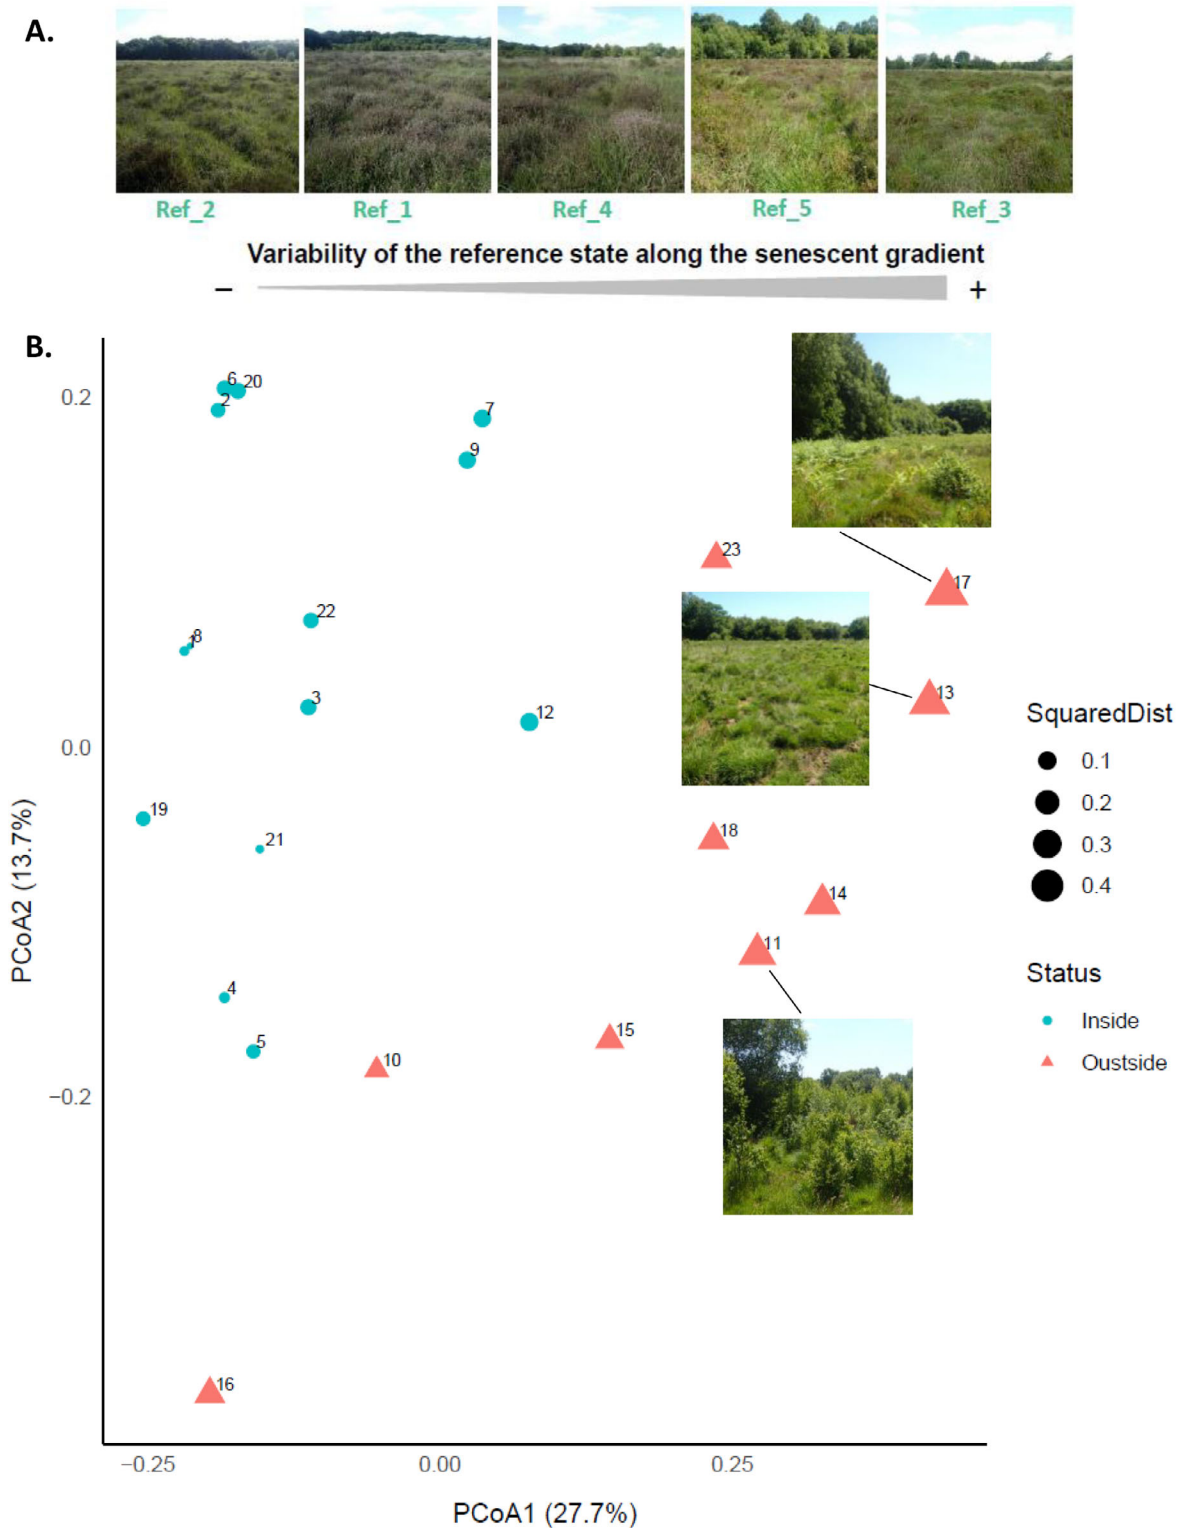 A.
Ref_2 Ref_1 Ref_4 Ref_5 Ref_3
Variability of the reference state along the senescent gradient
− +
B.
0.2
0.0
−0.2
PCoA2 (13.7%)
6 20
2
7
9
23
17
22
1 8
13
3
12
19
18
21
14
11
4
15
5
10
16
−0.25 0.00 0.25
PCoA1 (27.7%)
SquaredDist
0.1
0.2
0.3
0.4
Status
Inside
Oustside